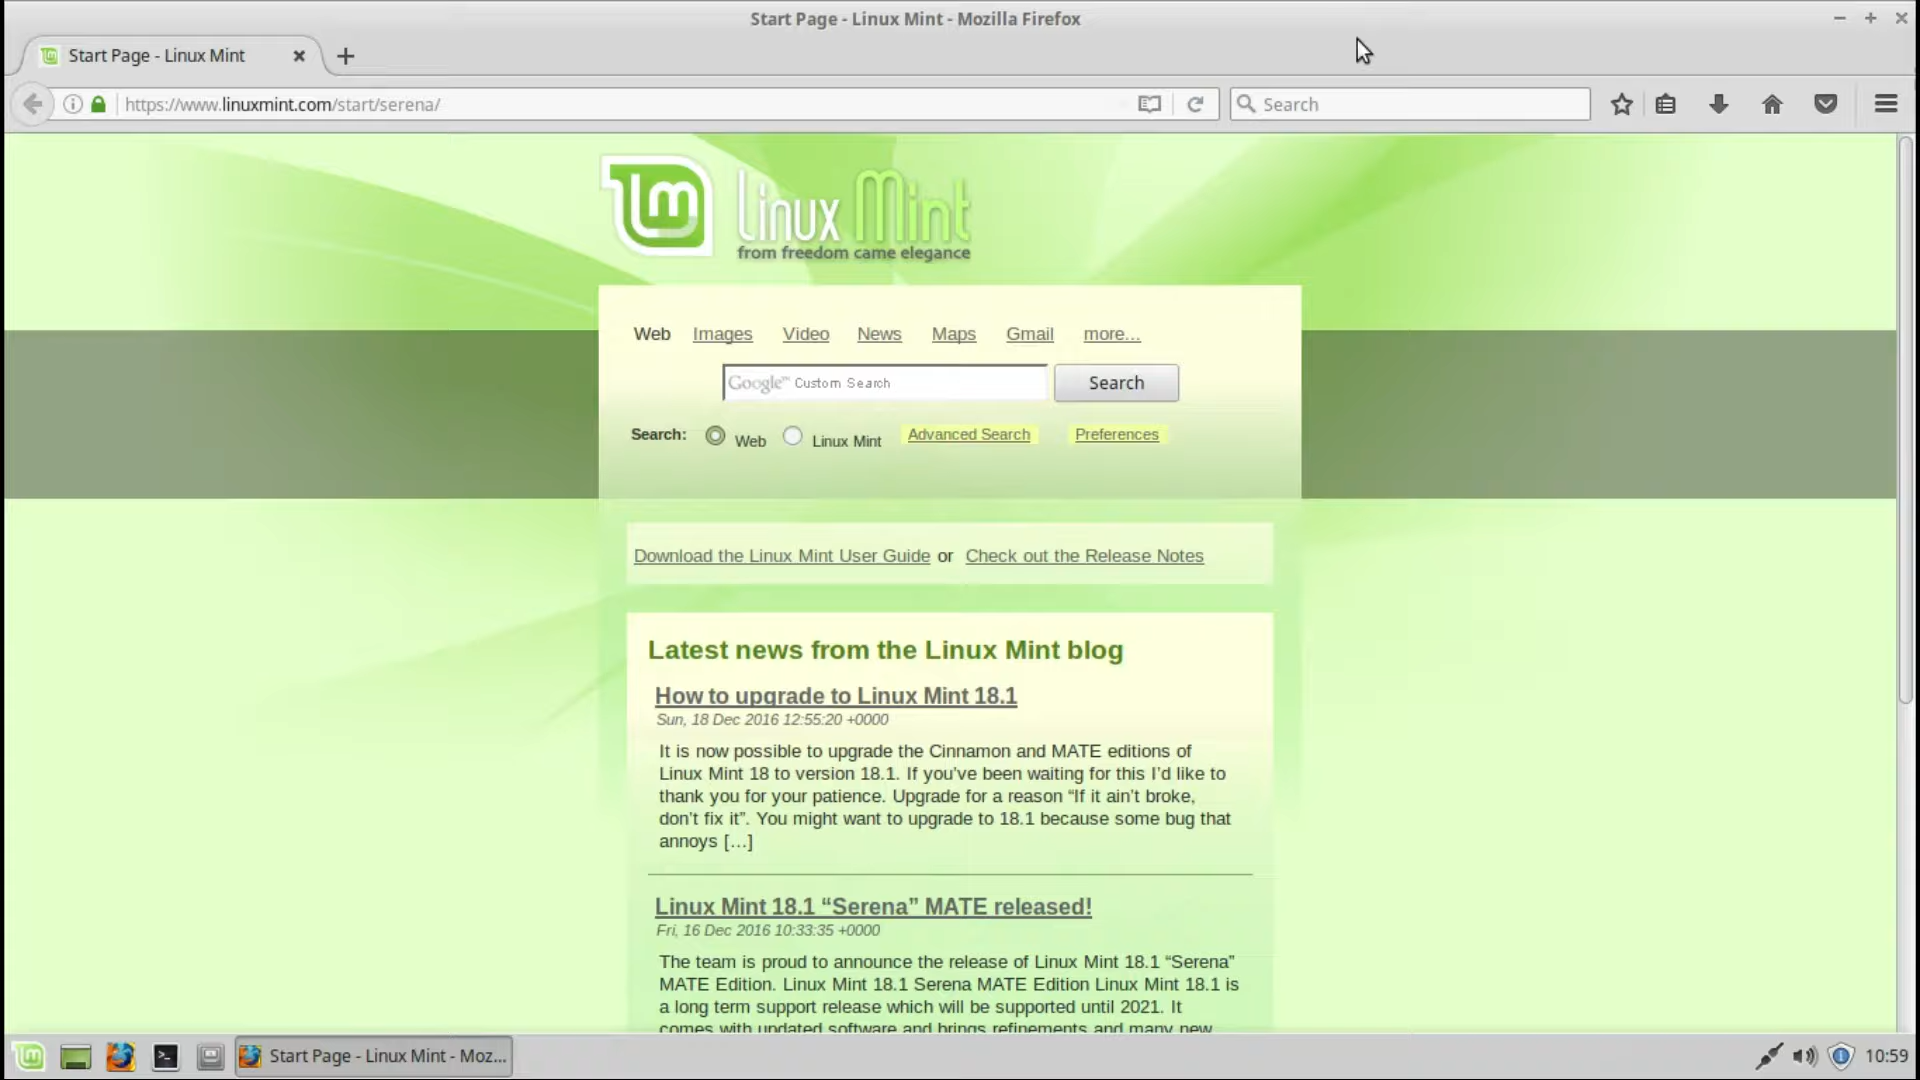 Start Page - Linux Mint - Mozilla Firefox
Start Page - Linux Mint
https://www.linuxmint.com/start/serena/
Search
Linux Mint
from freedom came elegance
Web Images Video News Maps Gmail more...
Google™ Custom Search
Search
Search: Web Linux Mint Advanced Search Preferences
Download the Linux Mint User Guide or Check out the Release Notes
Latest news from the Linux Mint blog
How to upgrade to Linux Mint 18.1
Sun, 18 Dec 2016 12:55:20 +0000
It is now possible to upgrade the Cinnamon and MATE editions of
Linux Mint 18 to version 18.1. If you’ve been waiting for this I’d like to
thank you for your patience. Upgrade for a reason “If it ain’t broke,
don’t fix it”. You might want to upgrade to 18.1 because some bug that
annoys […]
Linux Mint 18.1 “Serena” MATE released!
Fri, 16 Dec 2016 10:33:35 +0000
The team is proud to announce the release of Linux Mint 18.1 “Serena”
MATE Edition. Linux Mint 18.1 Serena MATE Edition Linux Mint 18.1 is
a long term support release which will be supported until 2021. It
comes with updated software and brings refinements and many new
Start Page - Linux Mint - Moz...
10:59